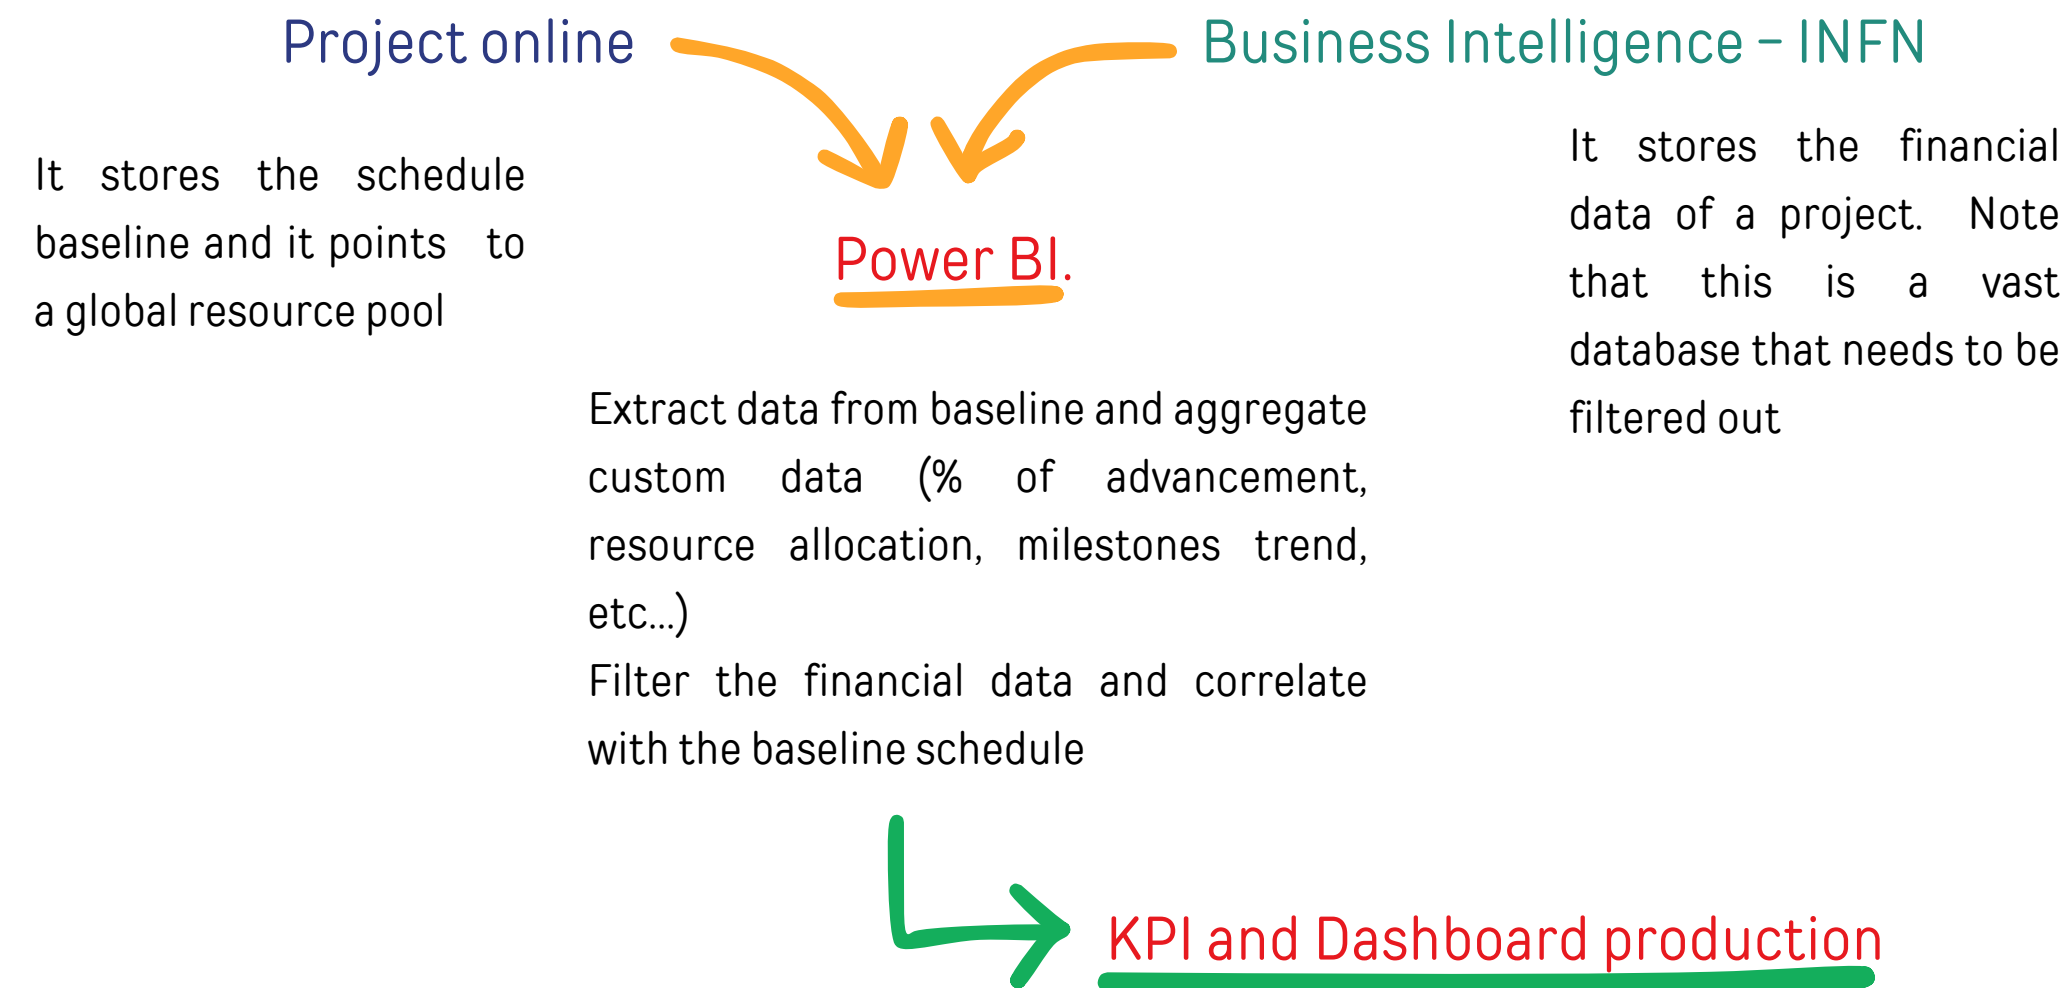 Project online
Business Intelligence – INFN
It stores the schedule
baseline and it points to
a global resource pool
It stores the financial
data of a project. Note
that this is a vast
database that needs to be
filtered out
Power BI.
Extract data from baseline and aggregate
custom data (% of advancement,
resource allocation, milestones trend,
etc...)
Filter the financial data and correlate
with the baseline schedule
KPI and Dashboard production